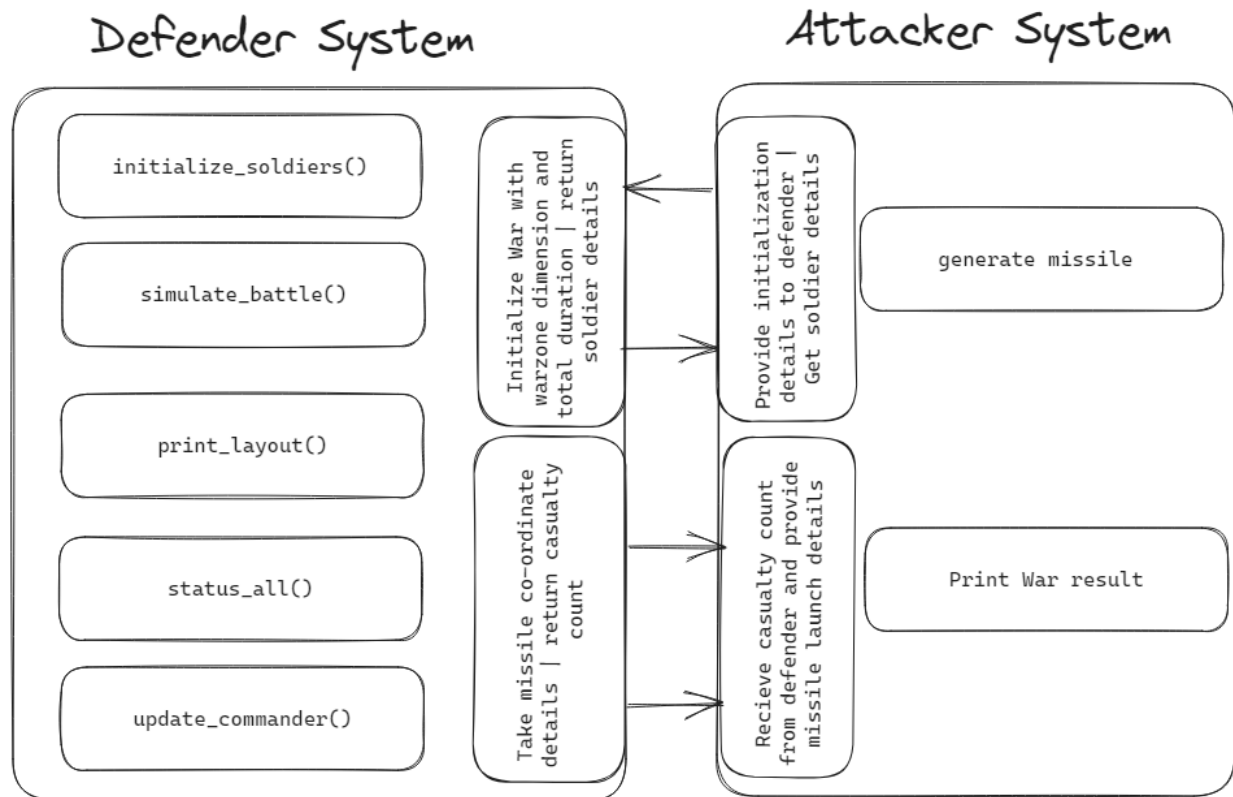 Defender System
Attacker System
initialize_soldiers()
simulate_battle()
print_layout()
status_all()
update_commander()
Initialize War with
warzone dimension and
total duration | return
soldier details
Take missile co-ordinate
details | return casualty
count
Provide initialization
details to defender |
Get soldier details
Recieve casualty count
from defender and provide
missile launch details
generate missile
Print War result